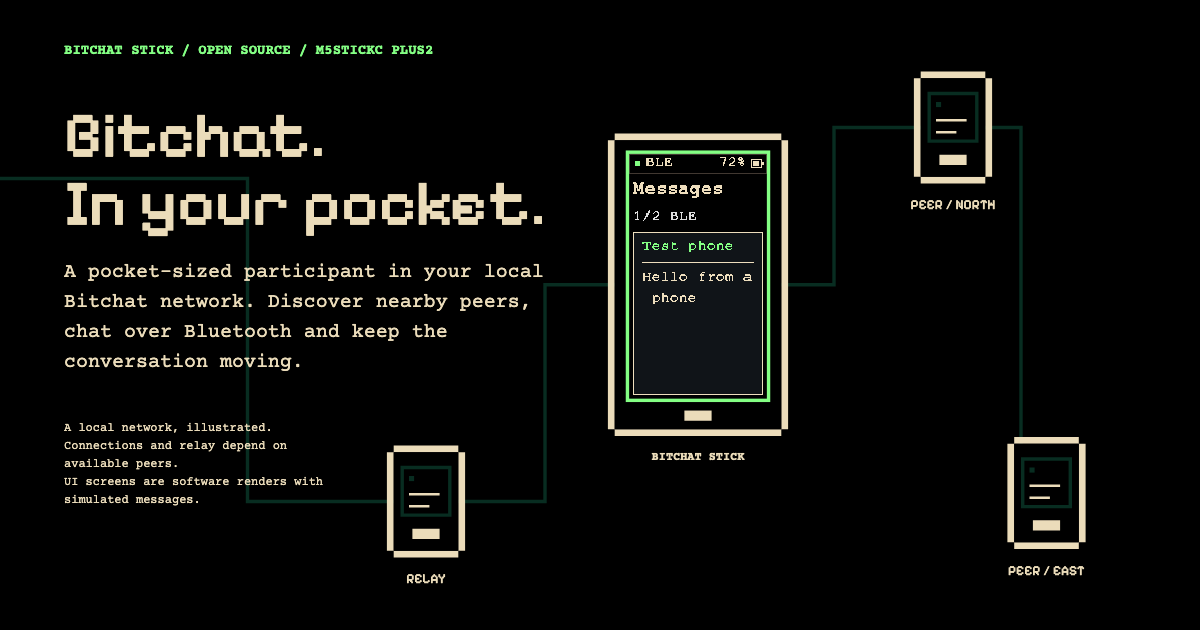 BITCHAT STICK / OPEN SOURCE / M5STICKC PLUS2
Bitchat.
In your pocket.
A pocket-sized participant in your local
Bitchat network. Discover nearby peers,
chat over Bluetooth and keep the
conversation moving.
A local network, illustrated.
Connections and relay depend on
available peers.
UI screens are software renders with
simulated messages.
RELAY
BLE 72%
Messages
1/2 BLE
Test phone
Hello from a
phone
BITCHAT STICK
PEER / NORTH
PEER / EAST